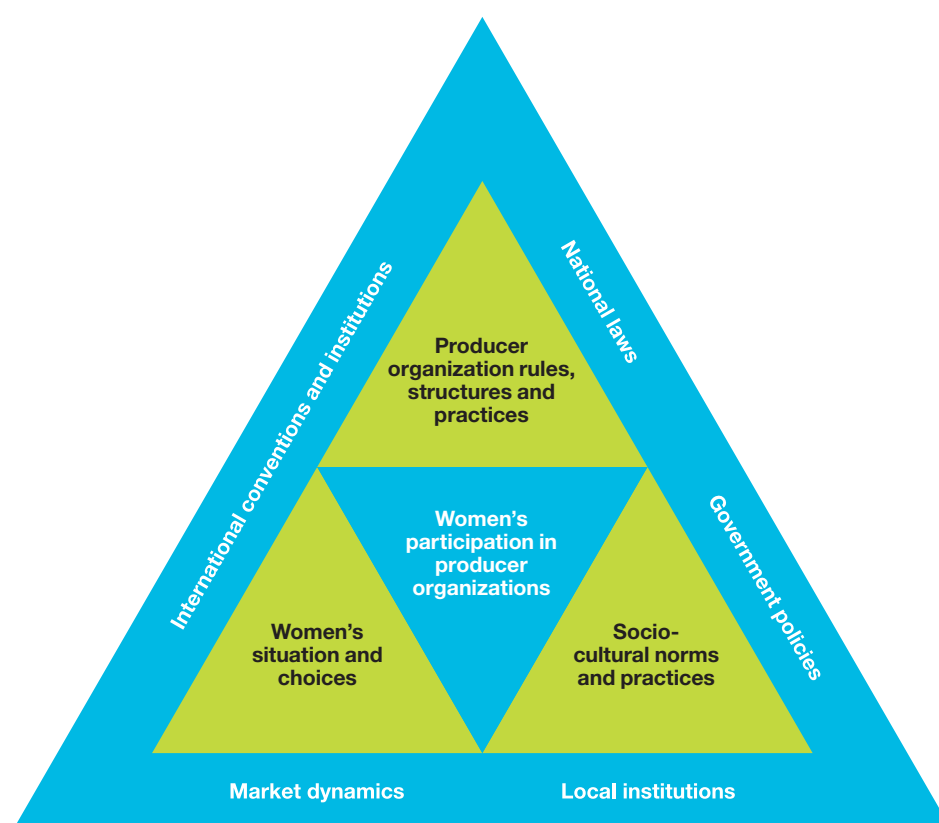 International conventions and institutions
National laws
Government policies
Producer
organization rules,
structures and
practices
Women’s
participation in
producer
organizations
Women’s
situation and
choices
Socio-
cultural norms
and practices
Market dynamics
Local institutions